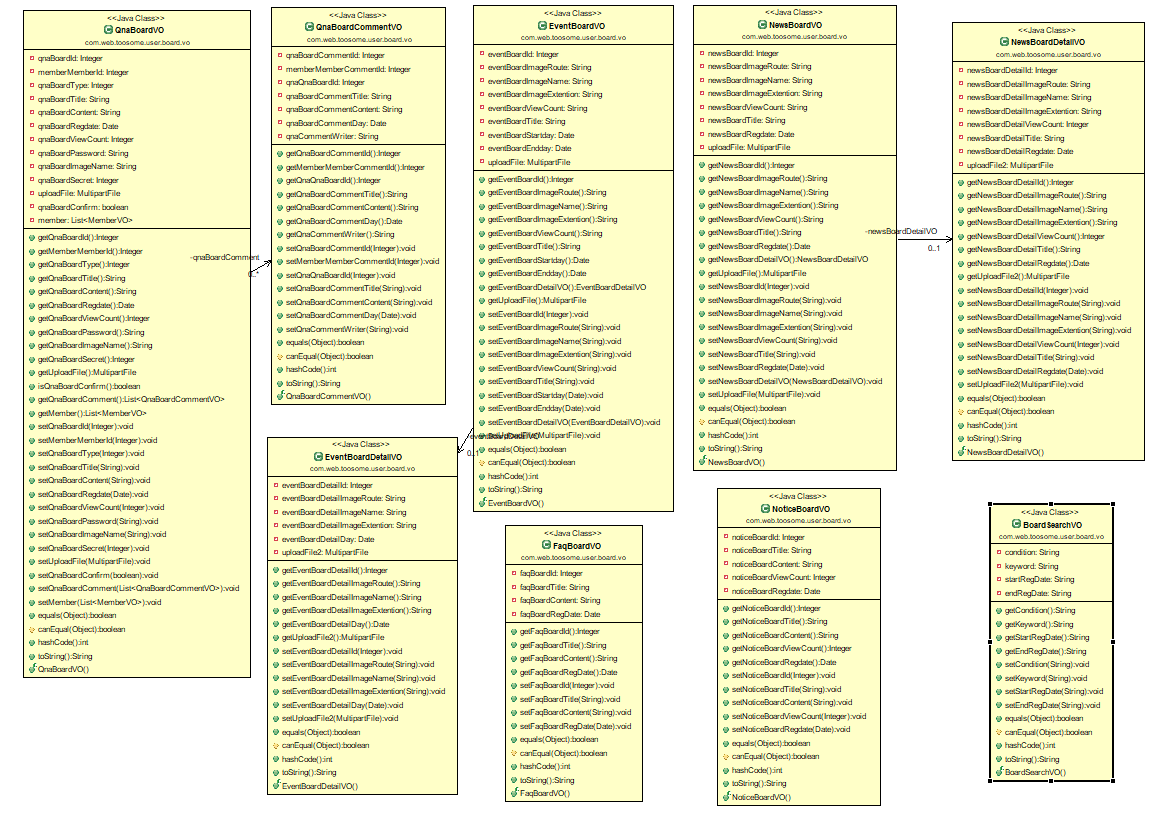 <<Java Class>>
QnaBoardVO
com.web.toosome.user.board.vo
qnaBoardId: Integer
memberMemberId: Integer
qnaBoardType: Integer
qnaBoardTitle: String
qnaBoardContent: String
qnaBoardRegdate: Date
qnaBoardViewCount: Integer
qnaBoardPassword: String
qnaBoardImageName: String
qnaBoardSecret: Integer
uploadFile: MultipartFile
qnaBoardConfirm: boolean
member: List<MemberVO>
getQnaBoardId():Integer
getMemberMemberId():Integer
getQnaBoardType():Integer
getQnaBoardTitle():String
getQnaBoardContent():String
getQnaBoardRegdate():Date
getQnaBoardViewCount():Integer
getQnaBoardPassword():String
getQnaBoardImageName():String
getQnaBoardSecret():Integer
getUploadFile():MultipartFile
isQnaBoardConfirm():boolean
getQnaBoardComment():List<QnaBoardCommentVO>
getMember():List<MemberVO>
setQnaBoardId(Integer):void
setMemberMemberId(Integer):void
setQnaBoardType(Integer):void
setQnaBoardTitle(String):void
setQnaBoardContent(String):void
setQnaBoardRegdate(Date):void
setQnaBoardViewCount(Integer):void
setQnaBoardPassword(String):void
setQnaBoardImageName(String):void
setQnaBoardSecret(Integer):void
setUploadFile(MultipartFile):void
setQnaBoardConfirm(boolean):void
setQnaBoardComment(List<QnaBoardCommentVO>):void
setMember(List<MemberVO>):void
equals(Object):boolean
canEqual(Object):boolean
hashCode():int
toString():String
QnaBoardVO()
-qnaBoardComment
0..*
<<Java Class>>
QnaBoardCommentVO
com.web.toosome.user.board.vo
qnaBoardCommentId: Integer
memberMemberCommentId: Integer
qnaQnaBoardId: Integer
qnaBoardCommentTitle: String
qnaBoardCommentContent: String
qnaBoardCommentDay: Date
qnaCommentWriter: String
getQnaBoardCommentId():Integer
getMemberMemberCommentId():Integer
getQnaQnaBoardId():Integer
getQnaBoardCommentTitle():String
getQnaBoardCommentContent():String
getQnaBoardCommentDay():Date
getQnaCommentWriter():String
setQnaBoardCommentId(Integer):void
setMemberMemberCommentId(Integer):void
setQnaQnaBoardId(Integer):void
setQnaBoardCommentTitle(String):void
setQnaBoardCommentContent(String):void
setQnaBoardCommentDay(Date):void
setQnaCommentWriter(String):void
equals(Object):boolean
canEqual(Object):boolean
hashCode():int
toString():String
QnaBoardCommentVO()
<<Java Class>>
EventBoardVO
com.web.toosome.user.board.vo
eventBoardId: Integer
eventBoardImageRoute: String
eventBoardImageName: String
eventBoardImageExtention: String
eventBoardViewCount: String
eventBoardTitle: String
eventBoardStartday: Date
eventBoardEndday: Date
uploadFile: MultipartFile
getEventBoardId():Integer
getEventBoardImageRoute():String
getEventBoardImageName():String
getEventBoardImageExtention():String
getEventBoardViewCount():String
getEventBoardTitle():String
getEventBoardStartday():Date
getEventBoardEndday():Date
getEventBoardDetailVO():EventBoardDetailVO
getUploadFile():MultipartFile
setEventBoardId(Integer):void
setEventBoardImageRoute(String):void
setEventBoardImageName(String):void
setEventBoardImageExtention(String):void
setEventBoardViewCount(String):void
setEventBoardTitle(String):void
setEventBoardStartday(Date):void
setEventBoardEndday(Date):void
setEventBoardDetailVO(EventBoardDetailVO):void
setUploadFile(MultipartFile):void
equals(Object):boolean
canEqual(Object):boolean
hashCode():int
toString():String
EventBoardVO()
-eventBoardDetailVO
0..1
<<Java Class>>
NewsBoardVO
com.web.toosome.user.board.vo
newsBoardId: Integer
newsBoardImageRoute: String
newsBoardImageName: String
newsBoardImageExtention: String
newsBoardViewCount: String
newsBoardTitle: String
newsBoardRegdate: Date
uploadFile: MultipartFile
getNewsBoardId():Integer
getNewsBoardImageRoute():String
getNewsBoardImageName():String
getNewsBoardImageExtention():String
getNewsBoardViewCount():String
getNewsBoardTitle():String
getNewsBoardRegdate():Date
getNewsBoardDetailVO():NewsBoardDetailVO
getUploadFile():MultipartFile
setNewsBoardId(Integer):void
setNewsBoardImageRoute(String):void
setNewsBoardImageName(String):void
setNewsBoardImageExtention(String):void
setNewsBoardViewCount(String):void
setNewsBoardTitle(String):void
setNewsBoardRegdate(Date):void
setNewsBoardDetailVO(NewsBoardDetailVO):void
setUploadFile(MultipartFile):void
equals(Object):boolean
canEqual(Object):boolean
hashCode():int
toString():String
NewsBoardVO()
-newsBoardDetailVO
0..1
<<Java Class>>
NewsBoardDetailVO
com.web.toosome.user.board.vo
newsBoardDetailId: Integer
newsBoardDetailImageRoute: String
newsBoardDetailImageName: String
newsBoardDetailImageExtention: String
newsBoardDetailViewCount: Integer
newsBoardDetailTitle: String
newsBoardDetailRegdate: Date
uploadFile2: MultipartFile
getNewsBoardDetailId():Integer
getNewsBoardDetailImageRoute():String
getNewsBoardDetailImageName():String
getNewsBoardDetailImageExtention():String
getNewsBoardDetailViewCount():Integer
getNewsBoardDetailTitle():String
getNewsBoardDetailRegdate():Date
getUploadFile2():MultipartFile
setNewsBoardDetailId(Integer):void
setNewsBoardDetailImageRoute(String):void
setNewsBoardDetailImageName(String):void
setNewsBoardDetailImageExtention(String):void
setNewsBoardDetailViewCount(Integer):void
setNewsBoardDetailTitle(String):void
setNewsBoardDetailRegdate(Date):void
setUploadFile2(MultipartFile):void
equals(Object):boolean
canEqual(Object):boolean
hashCode():int
toString():String
NewsBoardDetailVO()
<<Java Class>>
EventBoardDetailVO
com.web.toosome.user.board.vo
eventBoardDetailId: Integer
eventBoardDetailImageRoute: String
eventBoardDetailImageName: String
eventBoardDetailImageExtention: String
eventBoardDetailDay: Date
uploadFile2: MultipartFile
getEventBoardDetailId():Integer
getEventBoardDetailImageRoute():String
getEventBoardDetailImageName():String
getEventBoardDetailImageExtention():String
getEventBoardDetailDay():Date
getUploadFile2():MultipartFile
setEventBoardDetailId(Integer):void
setEventBoardDetailImageRoute(String):void
setEventBoardDetailImageName(String):void
setEventBoardDetailImageExtention(String):void
setEventBoardDetailDay(Date):void
setUploadFile2(MultipartFile):void
equals(Object):boolean
canEqual(Object):boolean
hashCode():int
toString():String
EventBoardDetailVO()
<<Java Class>>
FaqBoardVO
com.web.toosome.user.board.vo
faqBoardId: Integer
faqBoardTitle: String
faqBoardContent: String
faqBoardRegDate: Date
getFaqBoardId():Integer
getFaqBoardTitle():String
getFaqBoardContent():String
getFaqBoardRegDate():Date
setFaqBoardId(Integer):void
setFaqBoardTitle(String):void
setFaqBoardContent(String):void
setFaqBoardRegDate(Date):void
equals(Object):boolean
canEqual(Object):boolean
hashCode():int
toString():String
FaqBoardVO()
<<Java Class>>
NoticeBoardVO
com.web.toosome.user.board.vo
noticeBoardId: Integer
noticeBoardTitle: String
noticeBoardContent: String
noticeBoardViewCount: Integer
noticeBoardRegdate: Date
getNoticeBoardId():Integer
getNoticeBoardTitle():String
getNoticeBoardContent():String
getNoticeBoardViewCount():Integer
getNoticeBoardRegdate():Date
setNoticeBoardId(Integer):void
setNoticeBoardTitle(String):void
setNoticeBoardContent(String):void
setNoticeBoardViewCount(Integer):void
setNoticeBoardRegdate(Date):void
equals(Object):boolean
canEqual(Object):boolean
hashCode():int
toString():String
NoticeBoardVO()
<<Java Class>>
BoardSearchVO
com.web.toosome.user.board.vo
condition: String
keyword: String
startRegDate: String
endRegDate: String
getCondition():String
getKeyword():String
getStartRegDate():String
getEndRegDate():String
setCondition(String):void
setKeyword(String):void
setStartRegDate(String):void
setEndRegDate(String):void
equals(Object):boolean
canEqual(Object):boolean
hashCode():int
toString():String
BoardSearchVO()